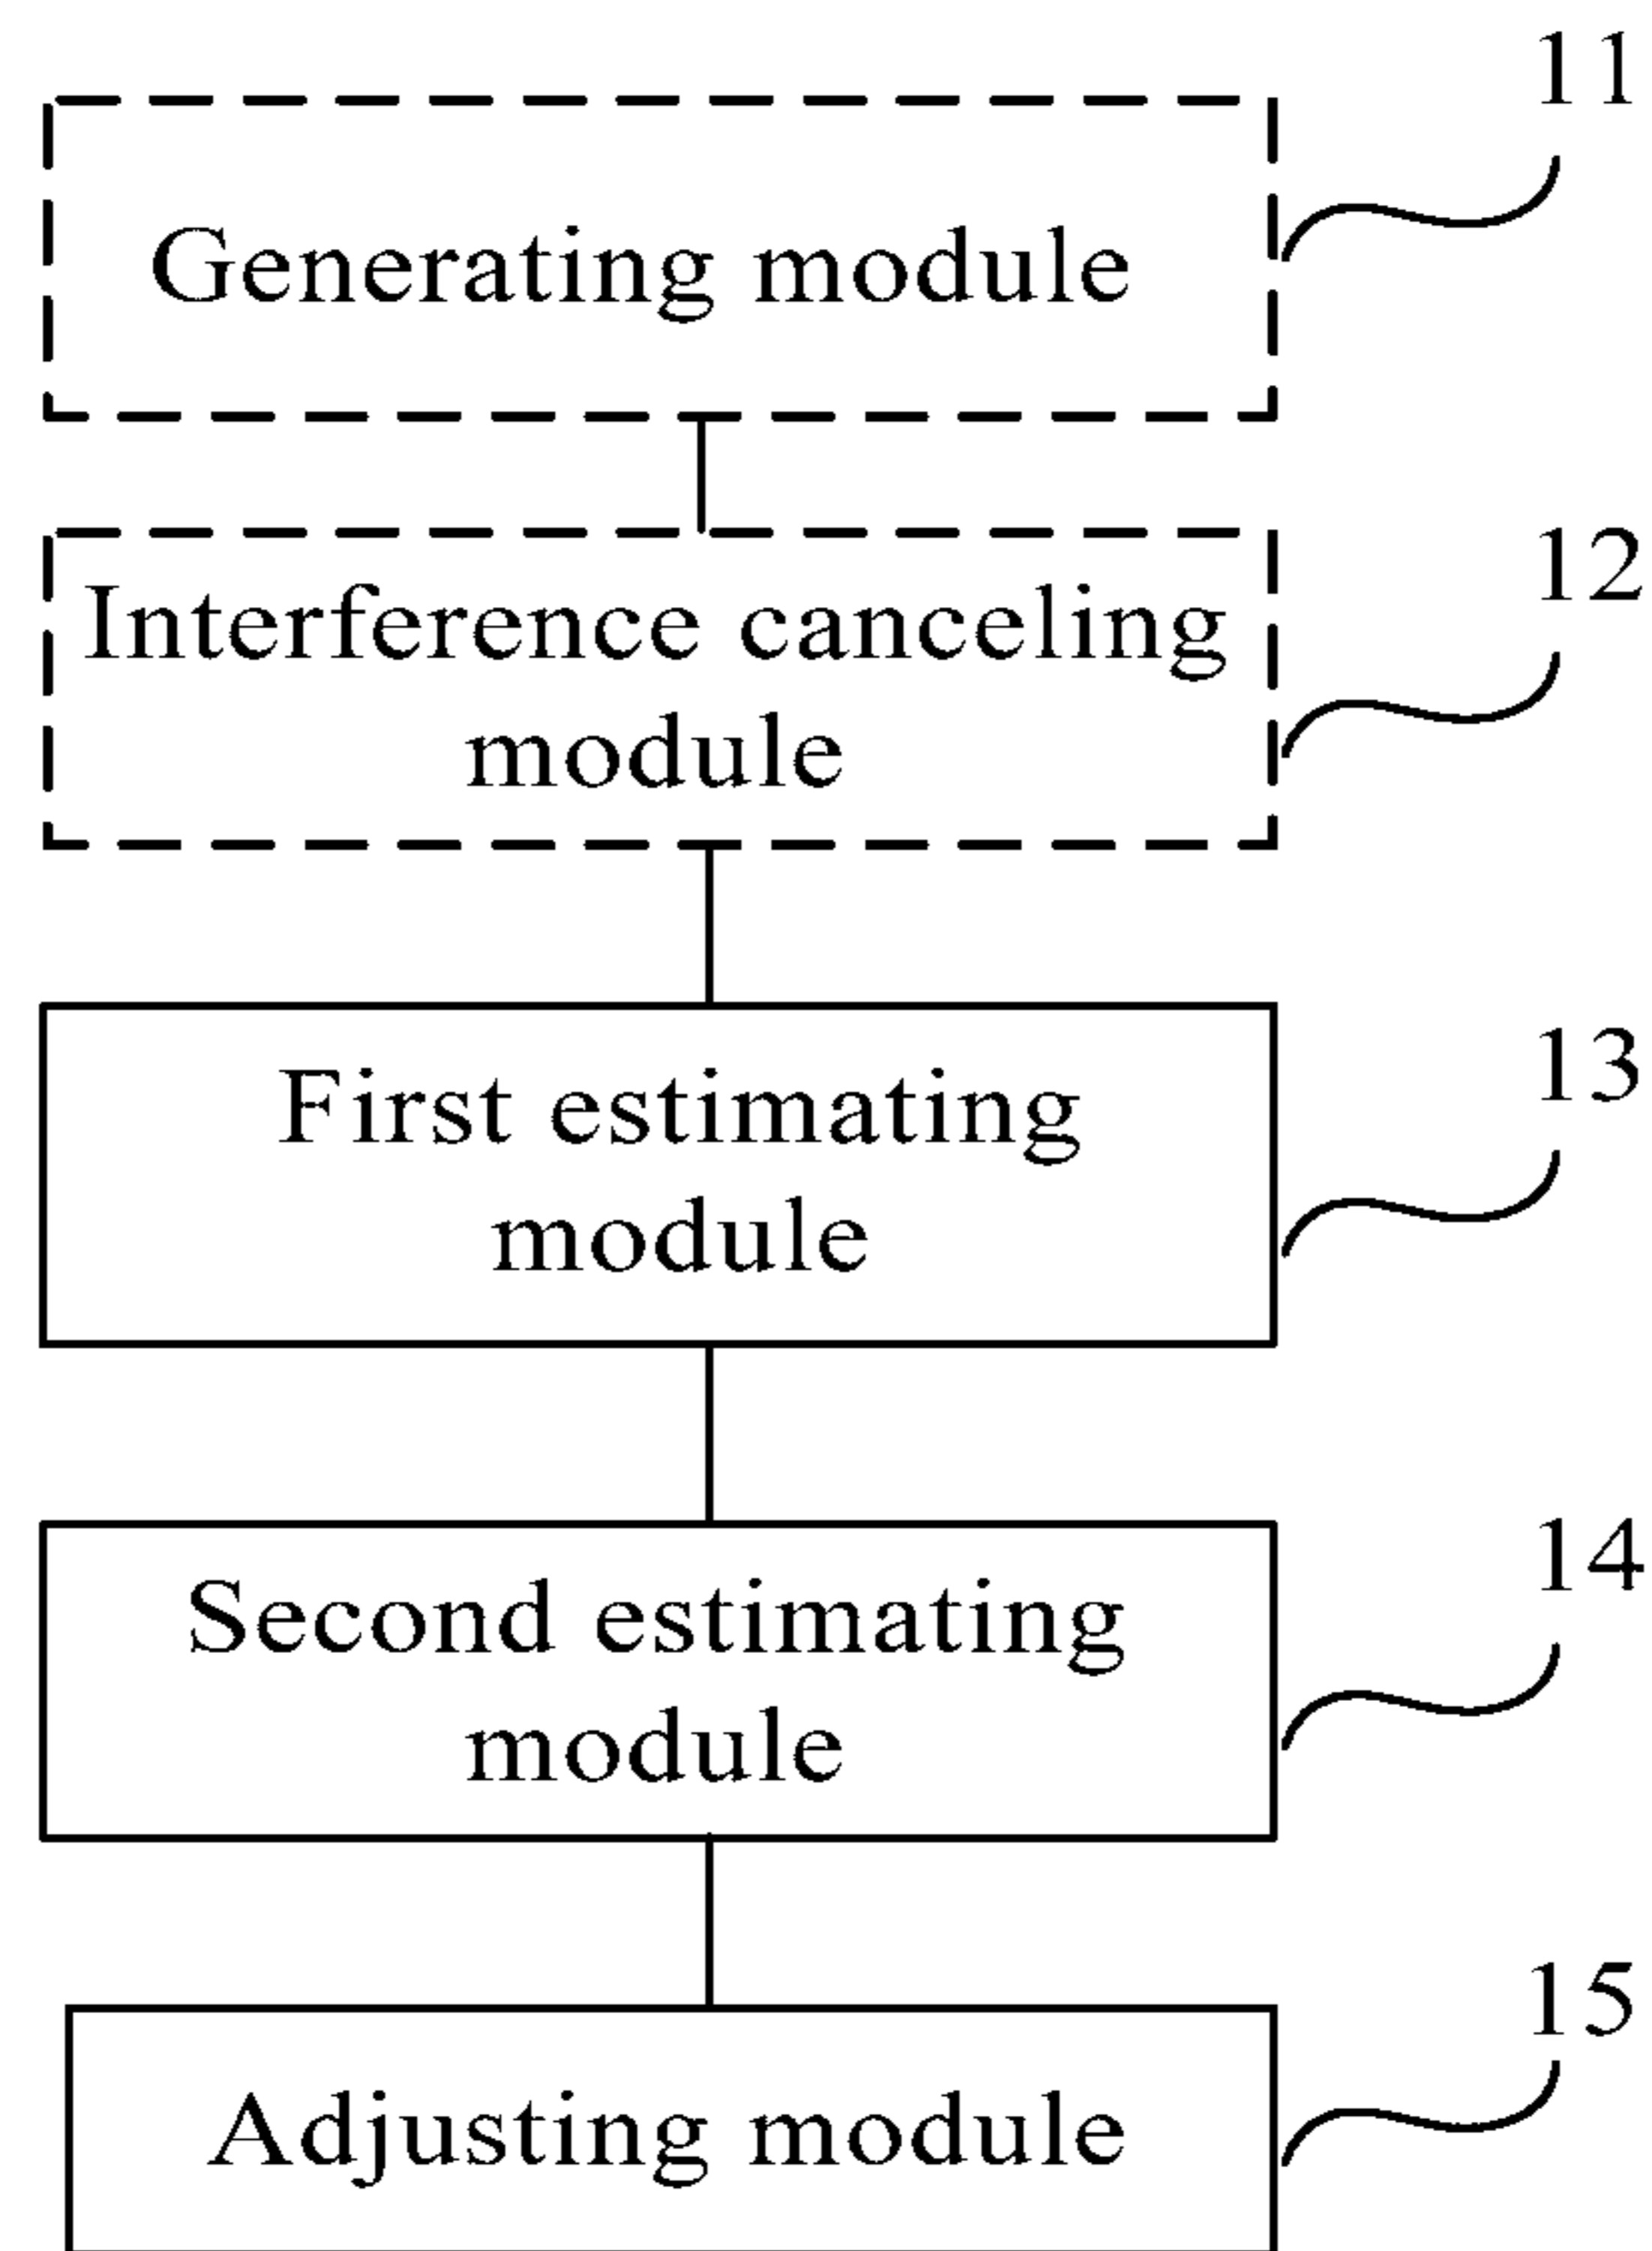 11
Generating module
12
Interference canceling
module
13
First estimating
module
14
Second estimating
module
15
Adjusting module